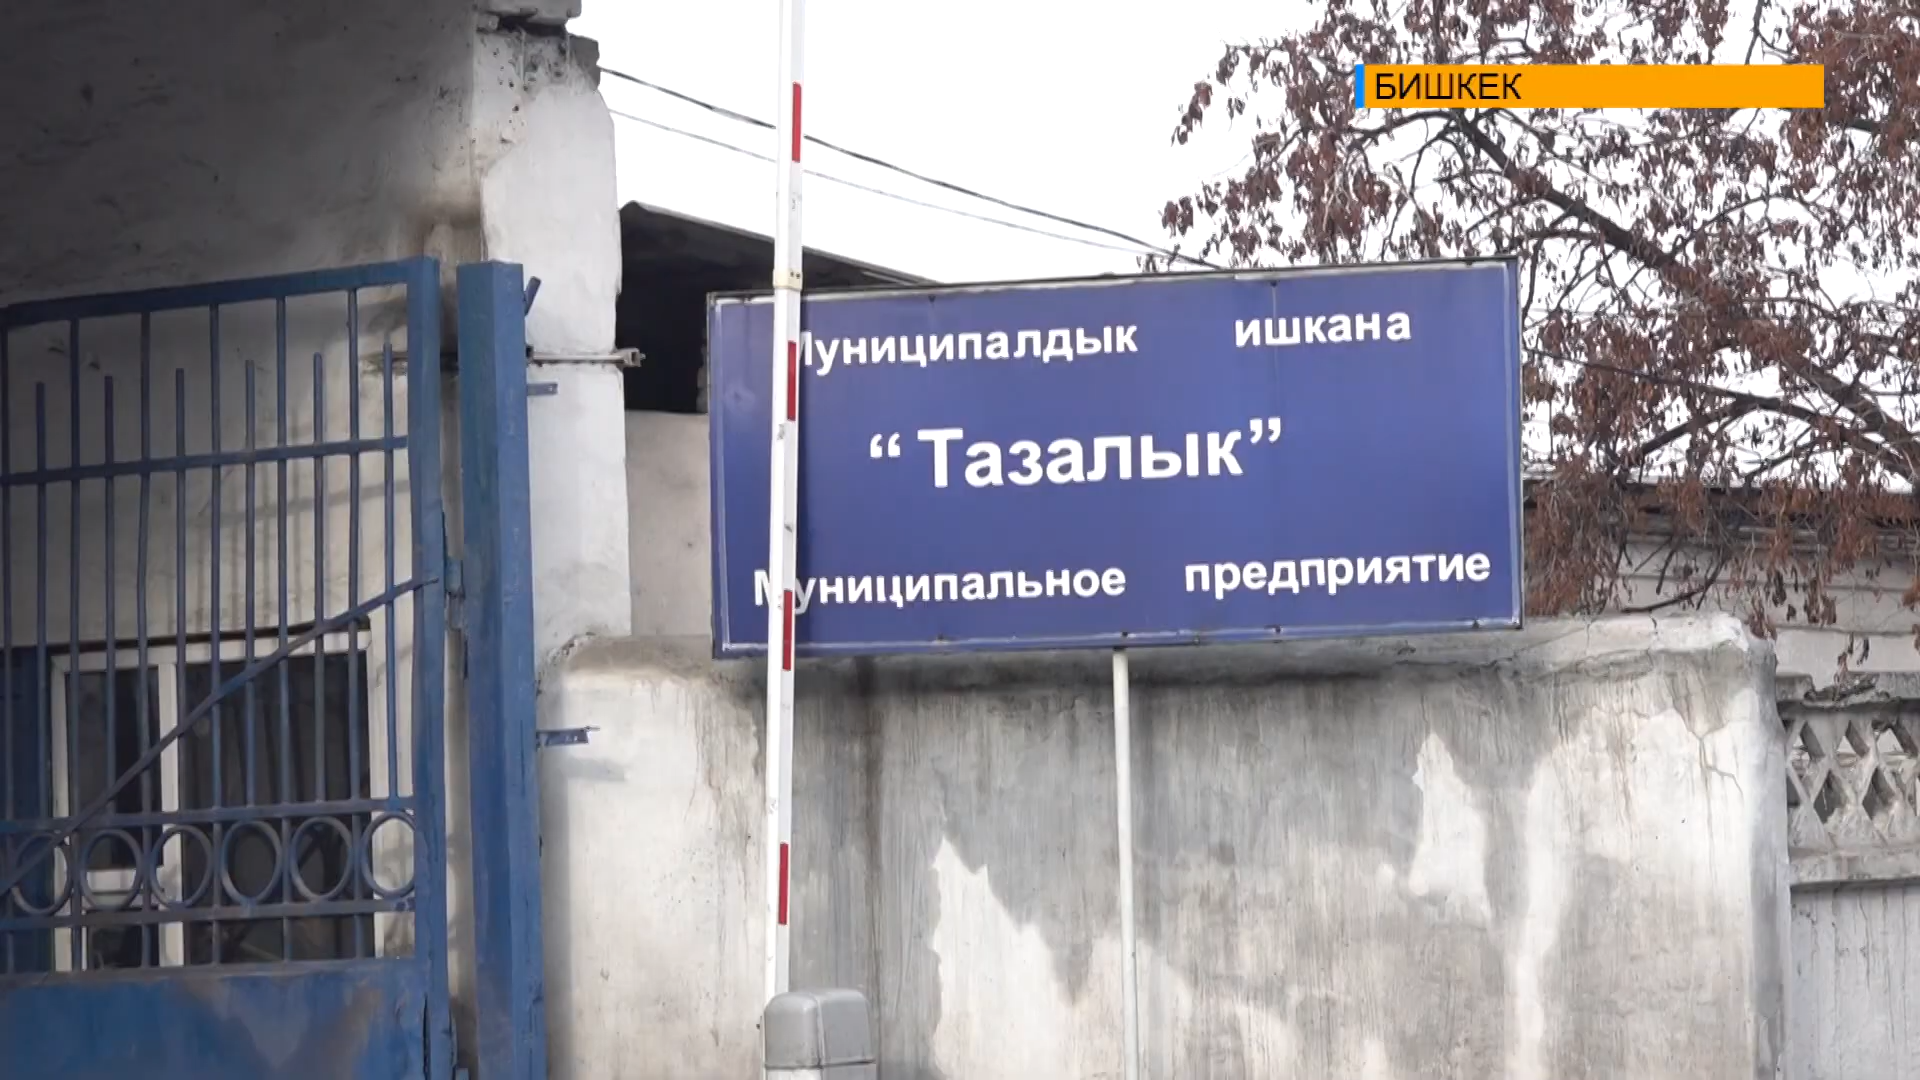 БИШКЕК
Муниципалдык ишкана
“Тазалык”
Муниципальное предприятие